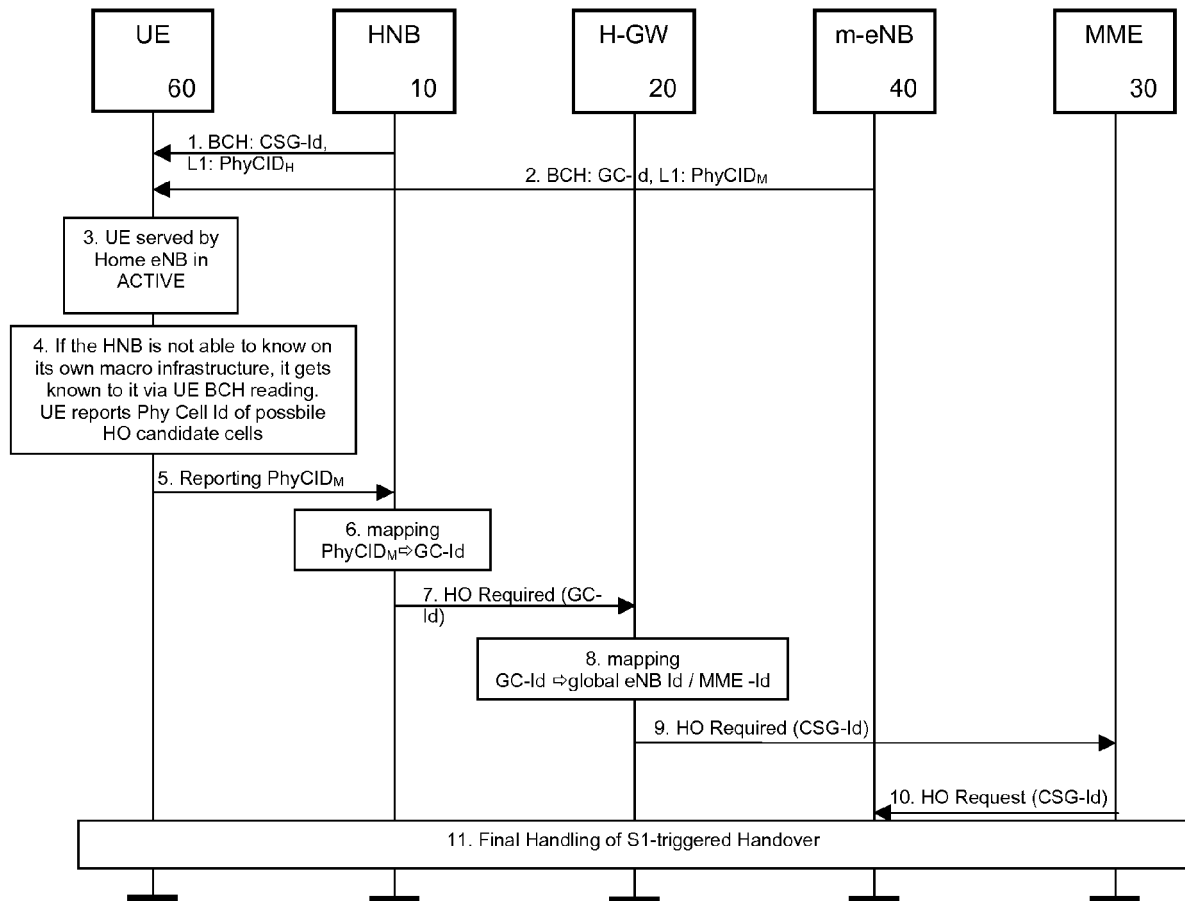 UE
60
HNB
10
H-GW
20
m-eNB
40
MME
30
1. BCH: CSG-Id,
L1: PhyCIDH
2. BCH: GC-Id, L1: PhyCIDM
3. UE served by
Home eNB in
ACTIVE
4. If the HNB is not able to know on
its own macro infrastructure, it gets
known to it via UE BCH reading.
UE reports Phy Cell Id of possbile
HO candidate cells
5. Reporting PhyCIDM
6. mapping
PhyCIDM⇨GC-Id
7. HO Required (GC-
Id)
8. mapping
GC-Id ⇨global eNB Id / MME -Id
9. HO Required (CSG-Id)
10. HO Request (CSG-Id)
11. Final Handling of S1-triggered Handover